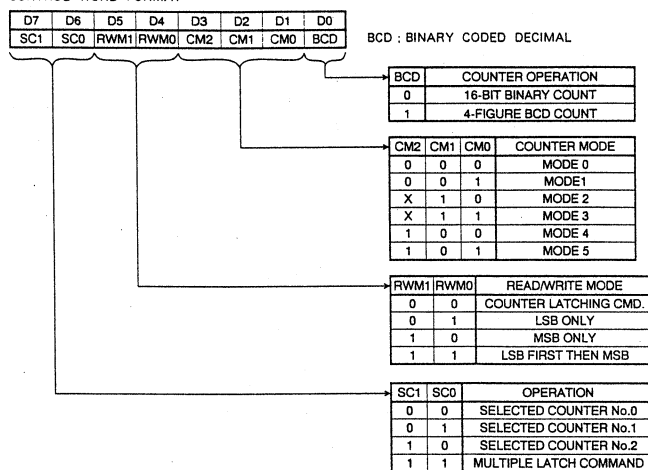 D7 D6 D5 D4 D3 D2 D1 D0
SC1 SC0 RWM1 RWM0 CM2 CM1 CM0 BCD BCD ; BINARY CODED DECIMAL
BCD COUNTER OPERATION
0 16-BIT BINARY COUNT
1 4-FIGURE BCD COUNT
CM2 CM1 CM0 COUNTER MODE
0 0 0 MODE 0
0 0 1 MODE1
X 1 0 MODE 2
X 1 1 MODE 3
1 0 0 MODE 4
1 0 1 MODE 5
RWM1 RWM0 READ/WRITE MODE
0 0 COUNTER LATCHING CMD.
0 1 LSB ONLY
1 0 MSB ONLY
1 1 LSB FIRST THEN MSB
SC1 SC0 OPERATION
0 0 SELECTED COUNTER No.0
0 1 SELECTED COUNTER No.1
1 0 SELECTED COUNTER No.2
1 1 MULTIPLE LATCH COMMAND